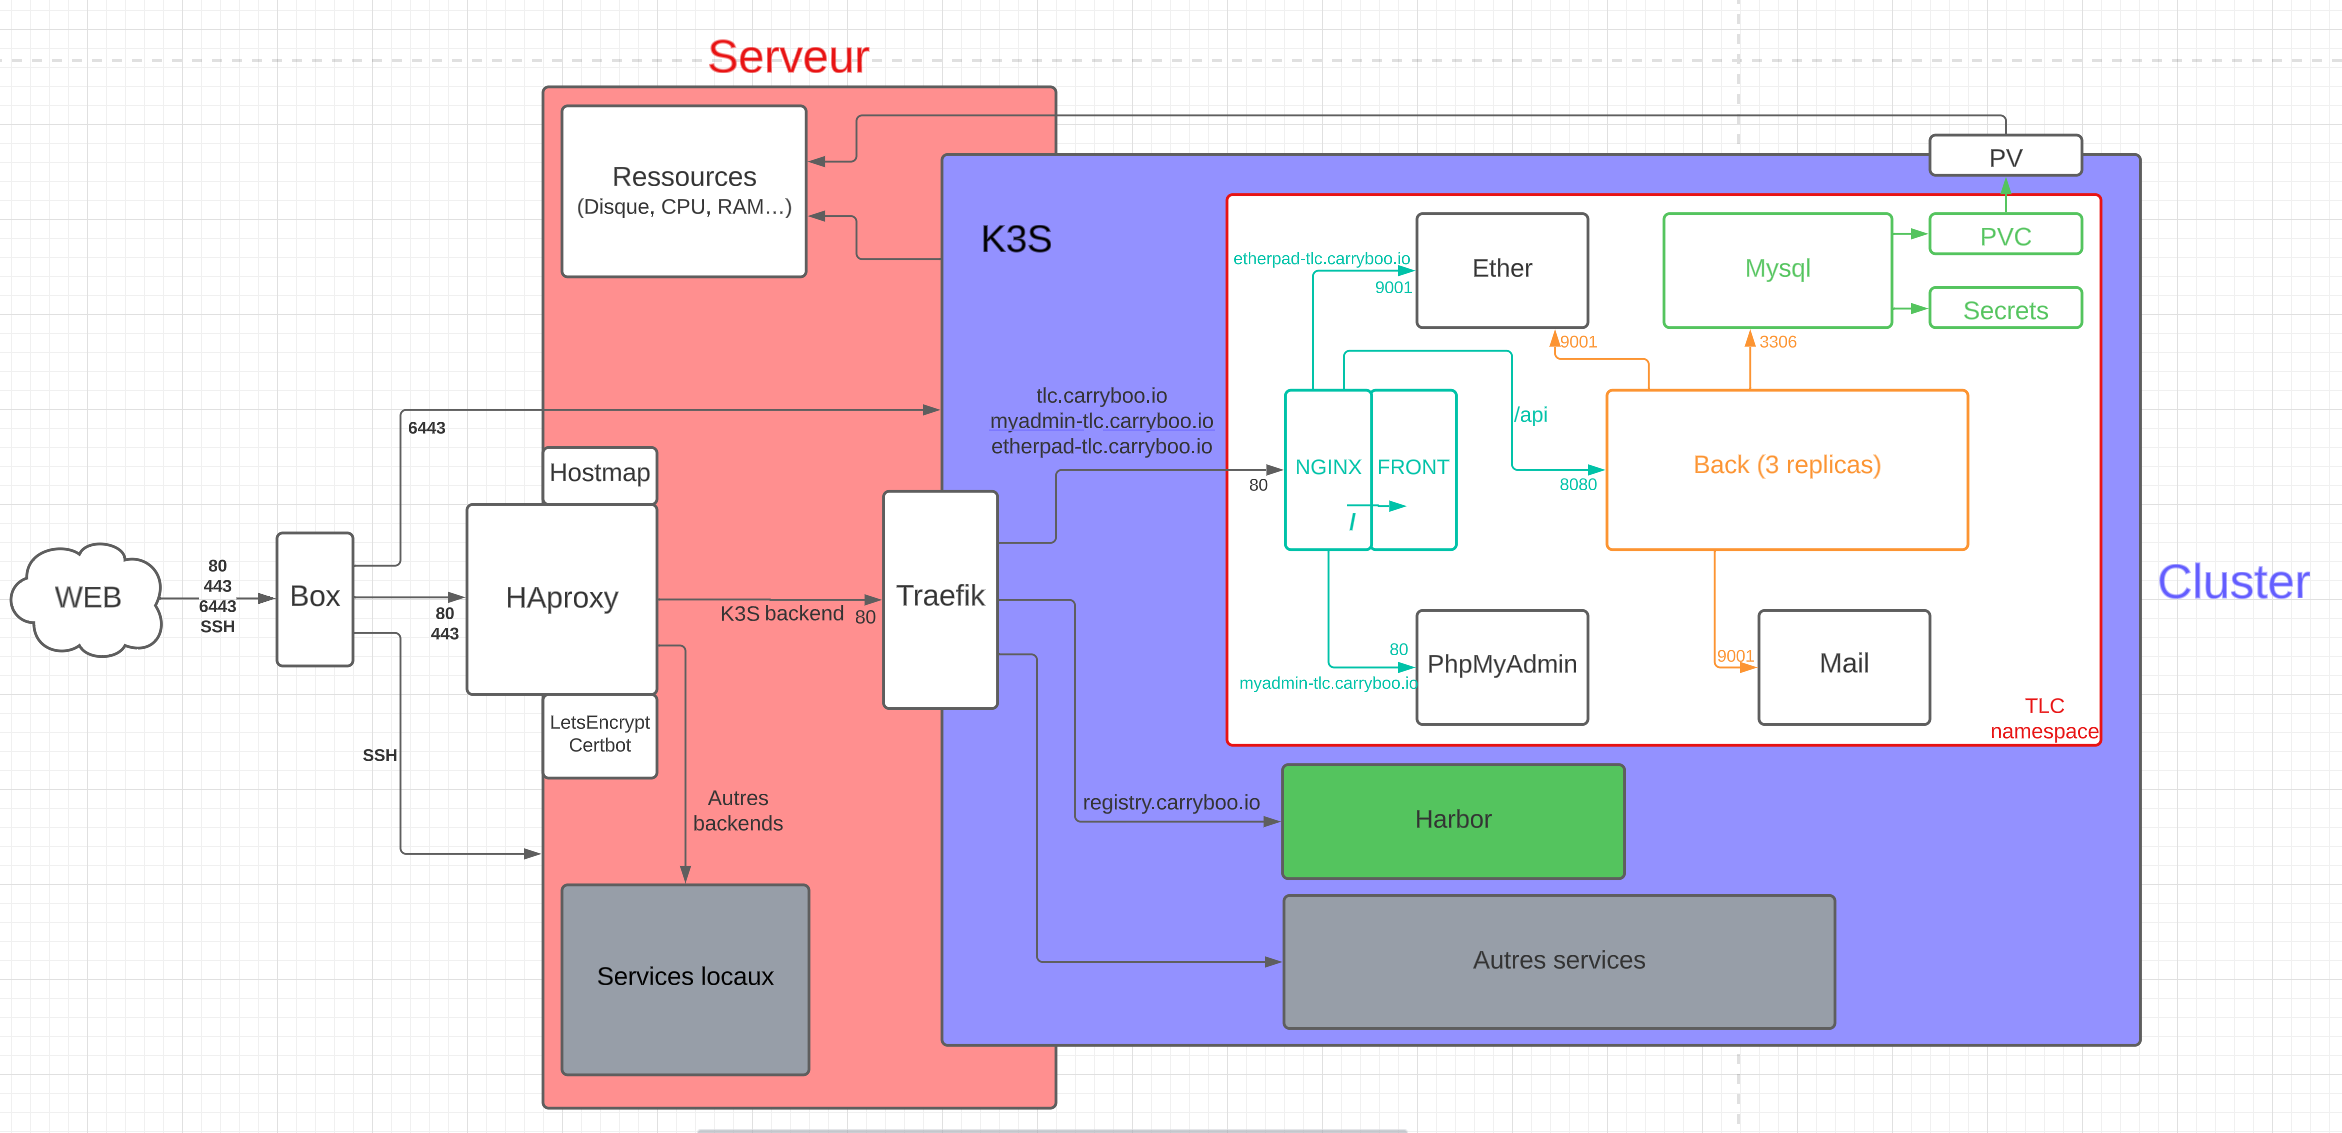 Serveur
Ressources
(Disque, CPU, RAM...)
PV
K3S
etherpad-tlc.carryboo.io
9001
Ether
Mysql
PVC
Secrets
9001
3306
tlc.carryboo.io
myadmin-tlc.carryboo.io
etherpad-tlc.carryboo.io
80
NGINX
FRONT
/
/api
8080
Back (3 replicas)
6443
Hostmap
WEB
80
443
6443
SSH
Box
80
443
HAproxy
K3S backend
80
Traefik
Cluster
80
myadmin-tlc.carryboo.io
PhpMyAdmin
9001
Mail
TLC
namespace
LetsEncrypt
Certbot
SSH
Autres
backends
registry.carryboo.io
Harbor
Services locaux
Autres services